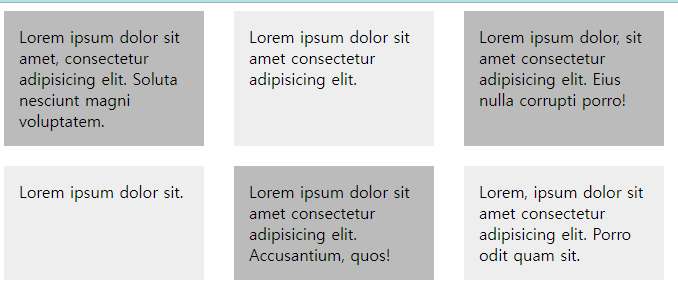 Lorem ipsum dolor sit
amet, consectetur
adipisicing elit. Soluta
nesciunt magni
voluptatem.
Lorem ipsum dolor sit
amet consectetur
adipisicing elit.
Lorem ipsum dolor, sit
amet consectetur
adipisicing elit. Eius
nulla corrupti porro!
Lorem ipsum dolor sit.
Lorem ipsum dolor sit
amet consectetur
adipisicing elit.
Accusantium, quos!
Lorem, ipsum dolor sit
amet consectetur
adipisicing elit. Porro
odit quam sit.